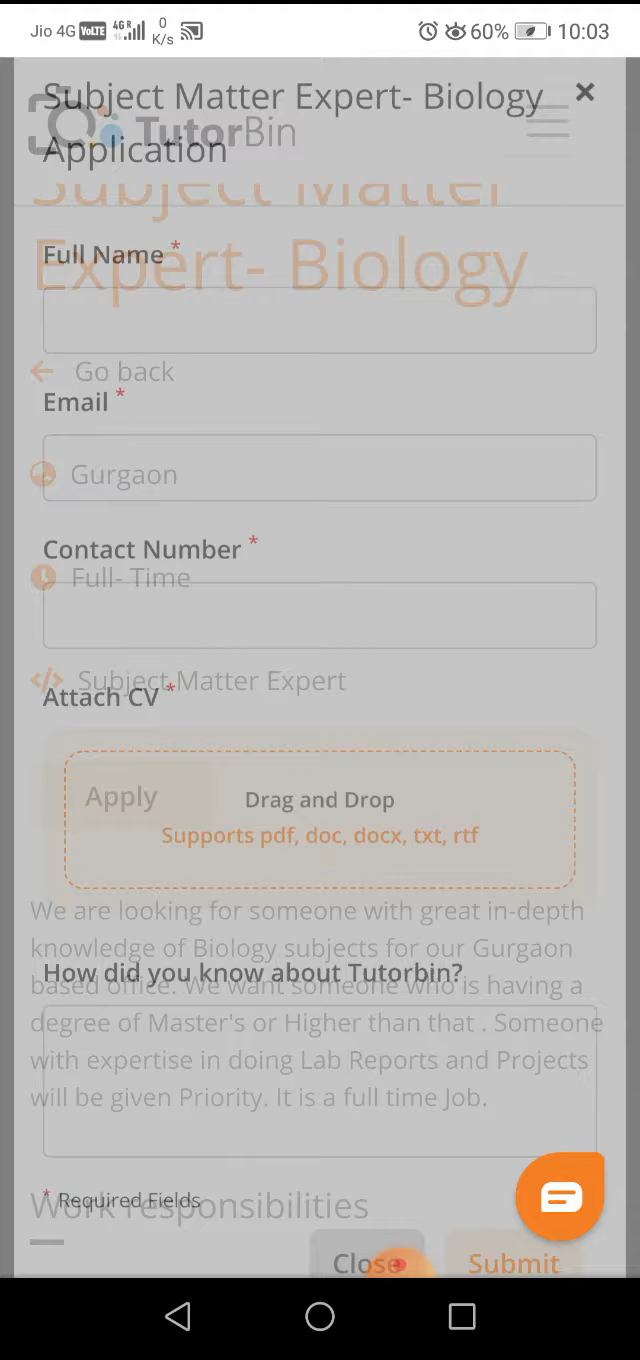 Jio 4G VoLTE 4G R 0 K/s 60% 10:03
Subject Matter Expert- Biology
Application
TutorBin
Subject Matter
Expert- Biology
Full Name *
Go back
Email *
Gurgaon
Contact Number *
Full- Time
Subject Matter Expert
Attach CV *
Apply
Drag and Drop
Supports pdf, doc, docx, txt, rtf
We are looking for someone with great in-depth
knowledge of Biology subjects for our Gurgaon
How did you know about Tutorbin?
based office. We want someone who is having a
degree of Master's or Higher than that . Someone
with expertise in doing Lab Reports and Projects
will be given Priority. It is a full time Job.
* Required Fields
Work responsibilities
Close Submit